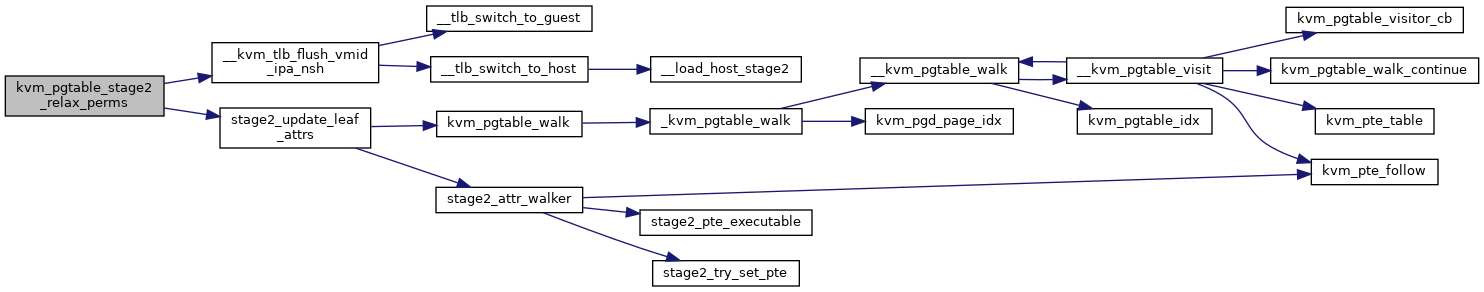 kvm_pgtable_stage2
_relax_perms
__kvm_tlb_flush_vmid
_ipa_nsh
__tlb_switch_to_guest
__tlb_switch_to_host
__load_host_stage2
stage2_update_leaf
_attrs
kvm_pgtable_walk
_kvm_pgtable_walk
__kvm_pgtable_walk
kvm_pgd_page_idx
__kvm_pgtable_visit
kvm_pgtable_idx
kvm_pgtable_visitor_cb
kvm_pgtable_walk_continue
kvm_pte_table
kvm_pte_follow
stage2_attr_walker
stage2_pte_executable
stage2_try_set_pte